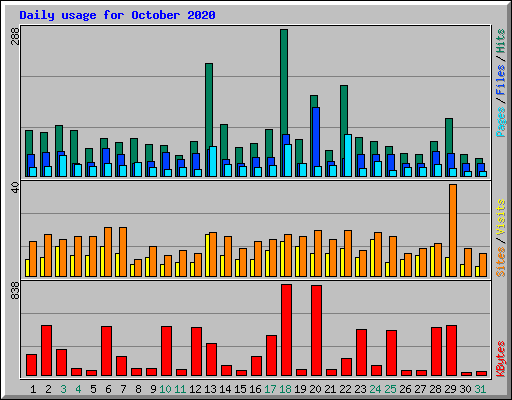 Daily usage for October 2020
288
Pages / Files / Hits
40
Sites / Visits
838
KBytes
1 2 3 4 5 6 7 8 9 10 11 12 13 14 15 16 17 18 19 20 21 22 23 24 25 26 27 28 29 30 31